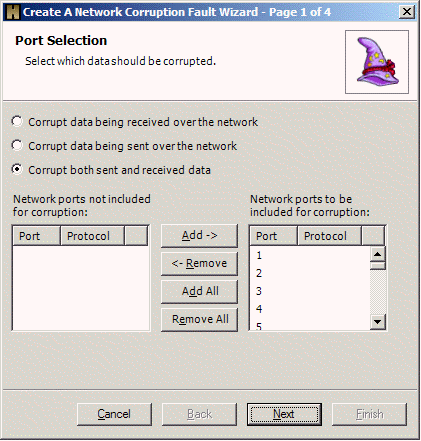 Create A Network Corruption Fault Wizard - Page 1 of 4
Port Selection
Select which data should be corrupted.
Corrupt data being received over the network
Corrupt data being sent over the network
Corrupt both sent and received data
Network ports not included
for corruption:
Port Protocol
Add ->
<- Remove
Add All
Remove All
Network ports to be
included for corruption:
Port Protocol
1
2
3
4
5
Cancel Back Next Finish